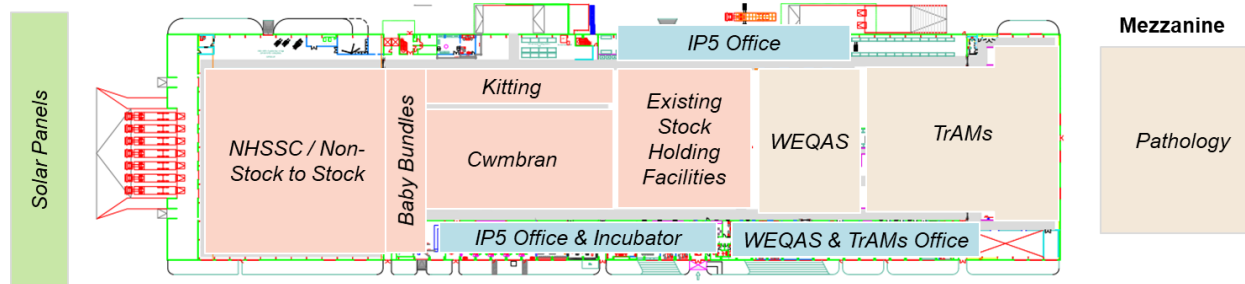 Solar Panels
NHSSC / Non-
Stock to Stock
Baby Bundles
Kitting
Cwmbran
IP5 Office
Existing
Stock
Holding
Facilities
WEQAS
TrAMs
IP5 Office & Incubator
WEQAS & TrAMs Office
Mezzanine
Pathology